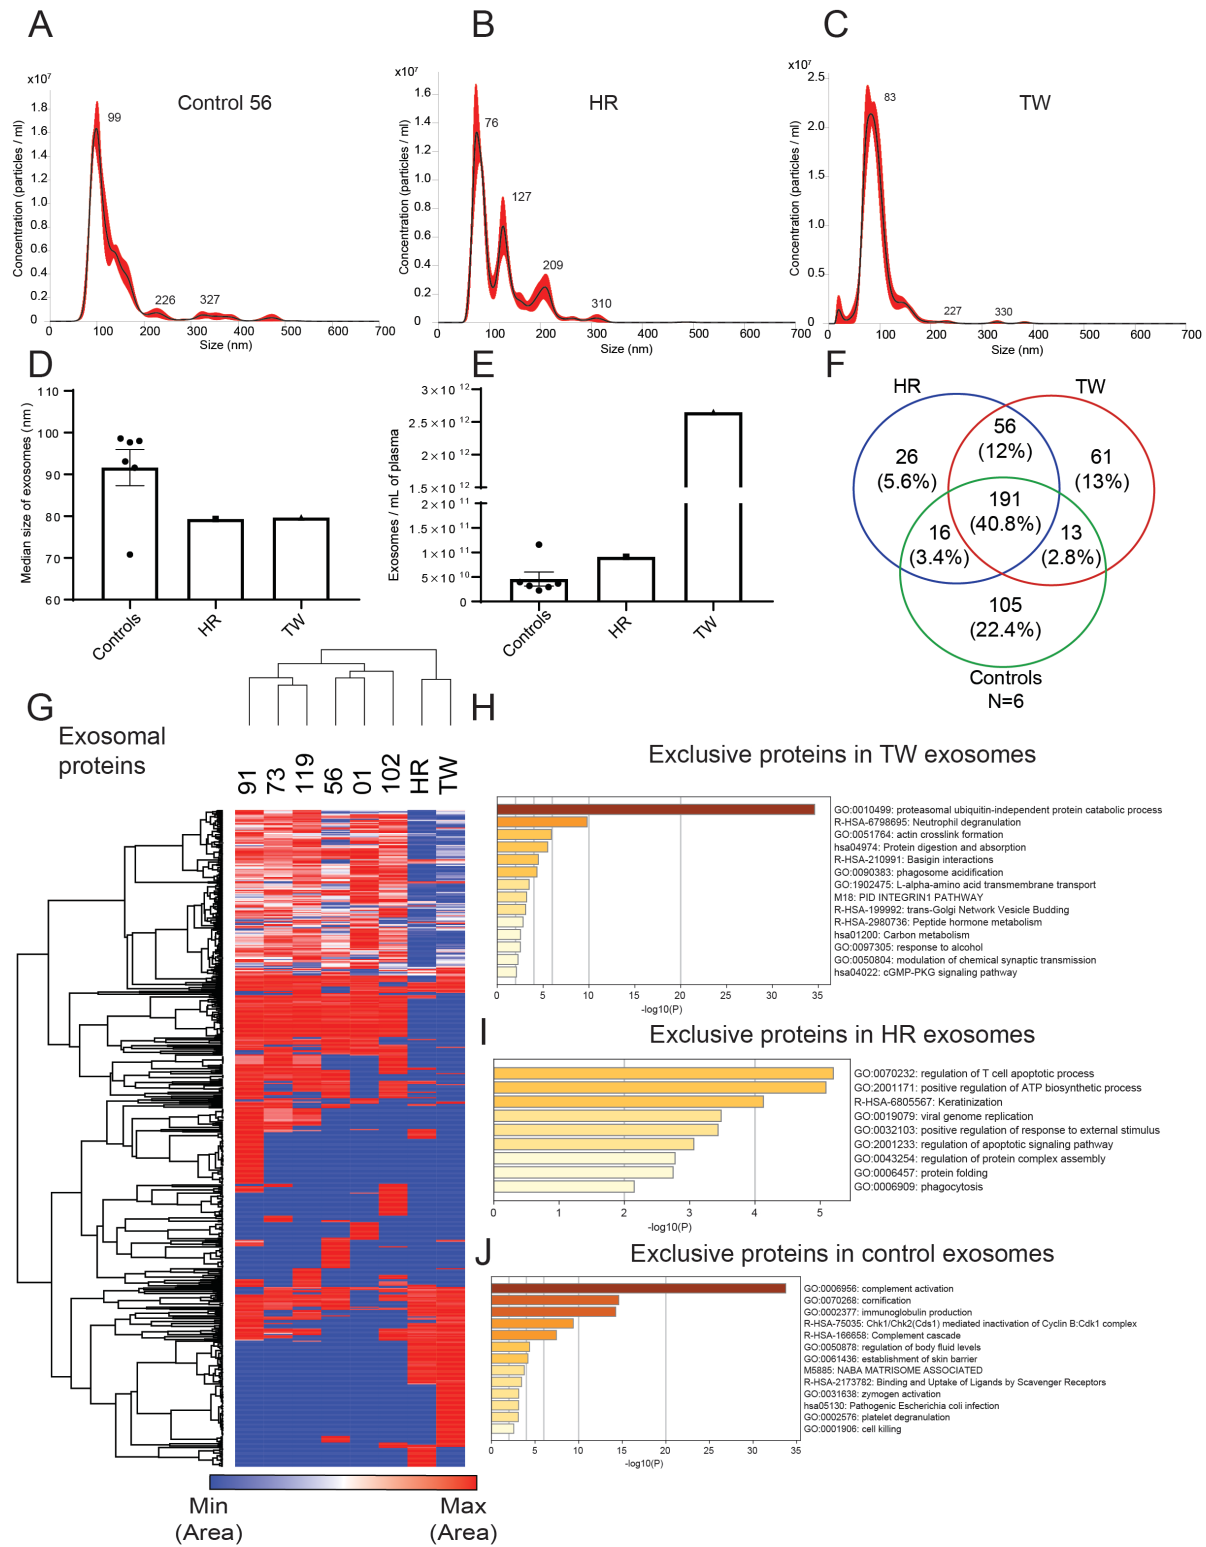 A
B
C
x10⁷
Control 56
99
226
327
Concentration (particles / ml)
1.8
1.6
1.4
1.2
1.0
0.8
0.6
0.4
0.2
0
0 100 200 300 400 500 600 700
Size (nm)
x10⁷
HR
76
127
209
310
Concentration (particles / ml)
1.6
1.4
1.2
1.0
0.8
0.6
0.4
0.2
0
0 100 200 300 400 500 600 700
Size (nm)
x10⁷
TW
83
227
330
Concentration (particles / ml)
2.5
2.0
1.5
1.0
0.5
0
0 100 200 300 400 500 600 700
Size (nm)
D
Median size of exosomes (nm)
110
100
90
80
70
60
Controls
HR
TW
E
Exosomes / mL of plasma
3×10 12
2.5×10 12
2×10 12
1.5×10 12
2×10 11
1.5×10 11
1×10 11
5×10 10
0
Controls
HR
TW
F
HR
TW
56
(12%)
26
(5.6%)
61
(13%)
191
(40.8%)
16
(3.4%)
13
(2.8%)
105
(22.4%)
Controls
N=6
G
Exosomal
proteins
91
73
119
56
01
102
HR
TW
Min
(Area)
Max
(Area)
H
Exclusive proteins in TW exosomes
GO:0010499: proteasomal ubiquitin-independent protein catabolic process
R-HSA-6798695: Neutrophil degranulation
GO:0051764: actin crosslink formation
hsa04974: Protein digestion and absorption
R-HSA-210991: Basigin interactions
GO:0090383: phagosome acidification
GO:1902475: L-alpha-amino acid transmembrane transport
M18: PID INTEGRIN1 PATHWAY
R-HSA-199992: trans-Golgi Network Vesicle Budding
R-HSA-2980736: Peptide hormone metabolism
hsa01200: Carbon metabolism
GO:0097305: response to alcohol
GO:0050804: modulation of chemical synaptic transmission
hsa04022: cGMP-PKG signaling pathway
0 5 10 15 20 25 30 35
-log10(P)
I
Exclusive proteins in HR exosomes
GO:0070232: regulation of T cell apoptotic process
GO:2001171: positive regulation of ATP biosynthetic process
R-HSA-6805567: Keratinization
GO:0019079: viral genome replication
GO:0032103: positive regulation of response to external stimulus
GO:2001233: regulation of apoptotic signaling pathway
GO:0043254: regulation of protein complex assembly
GO:0006457: protein folding
GO:0006909: phagocytosis
0 1 2 3 4 5
-log10(P)
J
Exclusive proteins in control exosomes
GO:0006956: complement activation
GO:0070268: cornification
GO:0002377: immunoglobulin production
R-HSA-75035: Chk1/Chk2(Cds1) mediated inactivation of Cyclin B:Cdk1 complex
R-HSA-166658: Complement cascade
GO:0050878: regulation of body fluid levels
GO:0061436: establishment of skin barrier
M5885: NABA MATRISOME ASSOCIATED
R-HSA-2173782: Binding and Uptake of Ligands by Scavenger Receptors
GO:0031638: zymogen activation
hsa05130: Pathogenic Escherichia coli infection
GO:0002576: platelet degranulation
GO:0001906: cell killing
0 5 10 15 20 25 30 35
-log10(P)